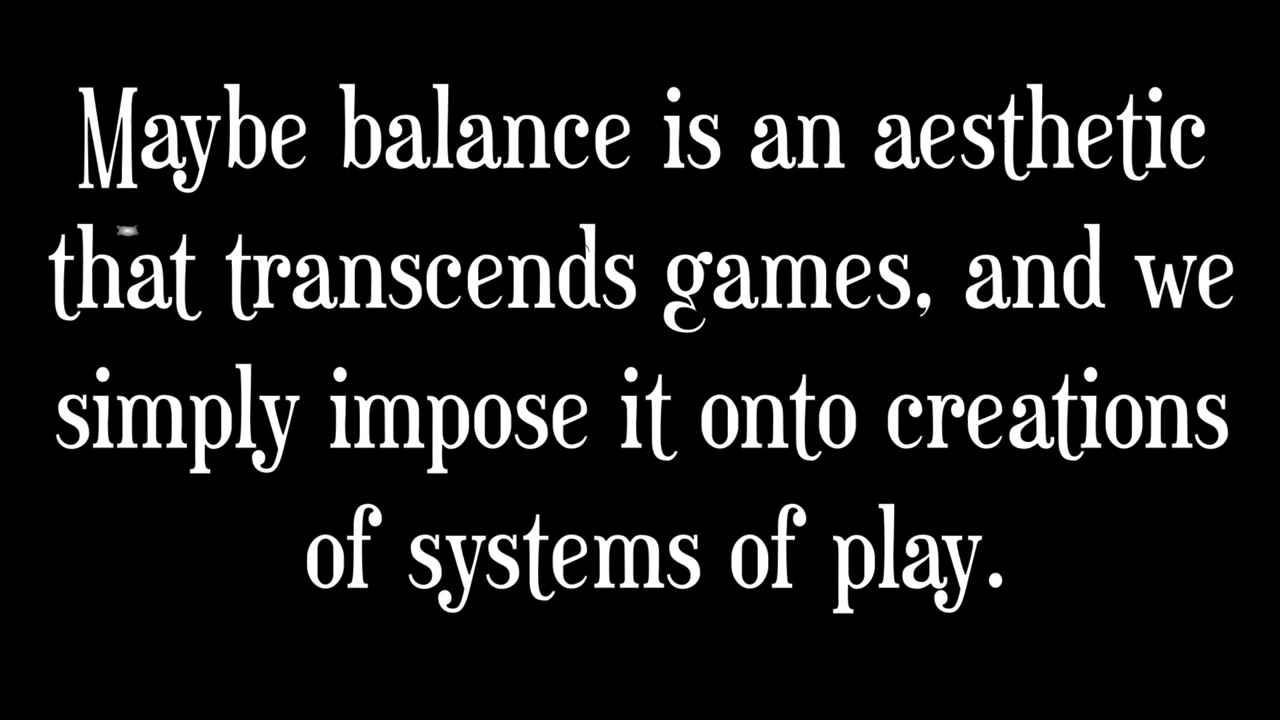 Maybe balance is an aesthetic
that transcends games, and we
simply impose it onto creations
of systems of play.